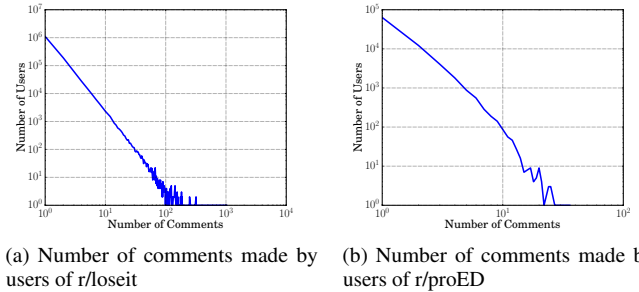 10^7
10^6
10^5
10^4
10^3
10^2
10^1
10^0
Number of Users
10^0 10^1 10^2 10^3 10^4
Number of Comments
10^5
10^4
10^3
10^2
10^1
10^0
Number of Users
10^0 10^1 10^2
Number of Comments
(a) Number of comments made by
users of r/loseit
(b) Number of comments made b
users of r/proED